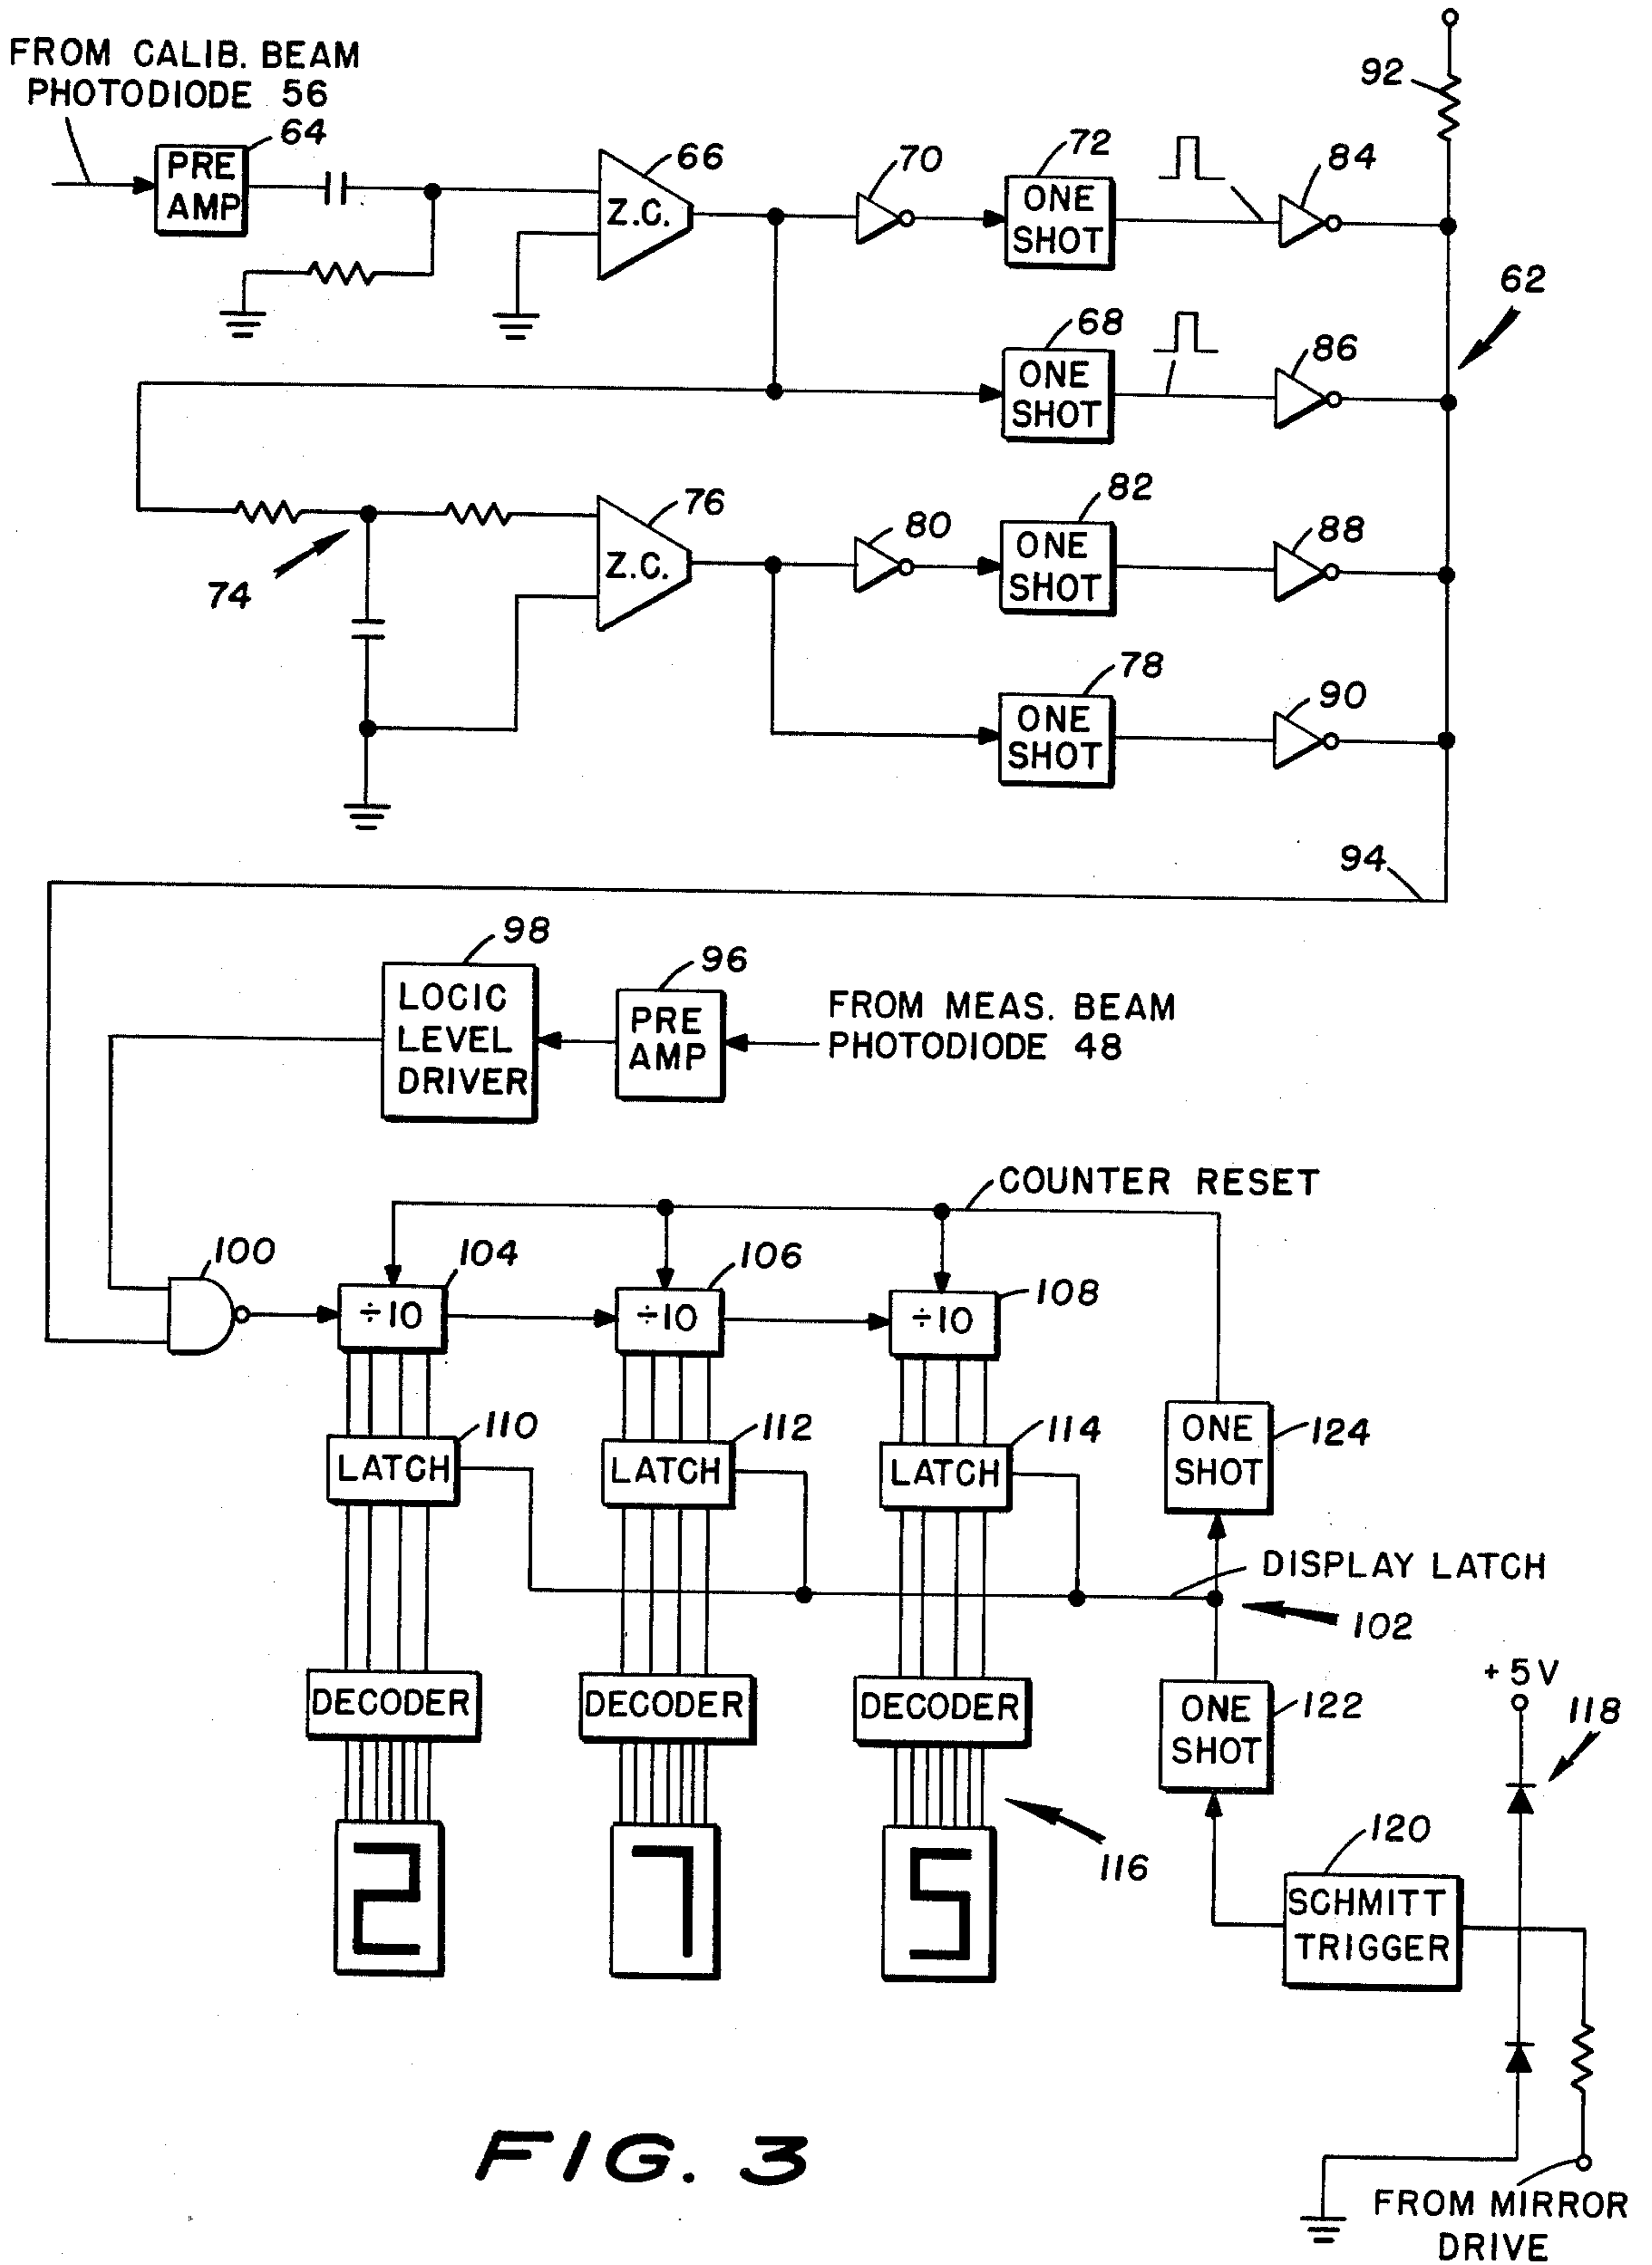 FROM CALIB. BEAM
PHOTODIODE 56
64
PRE
AMP
66
Z.C.
70
72
ONE
SHOT
84
92
62
68
ONE
SHOT
86
74
76
Z.C.
80
82
ONE
SHOT
88
78
ONE
SHOT
90
94
98
LOGIC
LEVEL
DRIVER
96
PRE
AMP
FROM MEAS. BEAM
PHOTODIODE 48
COUNTER RESET
100
104
÷10
106
÷10
108
÷10
110
LATCH
112
LATCH
114
LATCH
ONE
SHOT
124
DISPLAY LATCH
102
DECODER
DECODER
DECODER
ONE
SHOT
122
+5V
118
116
2
7
5
120
SCHMITT
TRIGGER
FROM MIRROR
DRIVE
FIG. 3